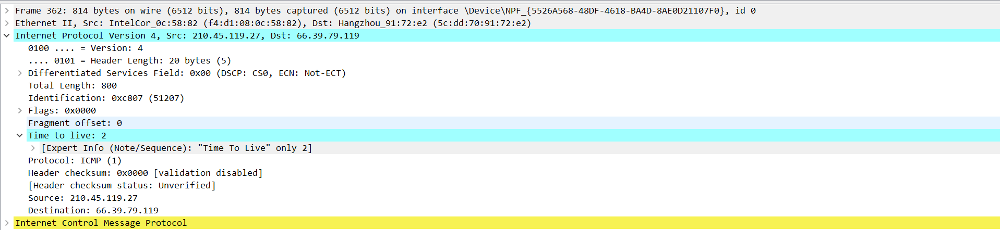 Frame 362: 814 bytes on wire (6512 bits), 814 bytes captured (6512 bits) on interface \Device\NPF_{5526A568-48DF-4618-BA4D-8AE0D21107F0}, id 0
Ethernet II, Src: IntelCor_0c:58:82 (f4:d1:08:0c:58:82), Dst: Hangzhou_91:72:e2 (5c:dd:70:91:72:e2)
Internet Protocol Version 4, Src: 210.45.119.27, Dst: 66.39.79.119
0100 .... = Version: 4
.... 0101 = Header Length: 20 bytes (5)
Differentiated Services Field: 0x00 (DSCP: CS0, ECN: Not-ECT)
Total Length: 800
Identification: 0xc807 (51207)
Flags: 0x0000
Fragment offset: 0
Time to live: 2
[Expert Info (Note/Sequence): "Time To Live" only 2]
Protocol: ICMP (1)
Header checksum: 0x0000 [validation disabled]
[Header checksum status: Unverified]
Source: 210.45.119.27
Destination: 66.39.79.119
Internet Control Message Protocol